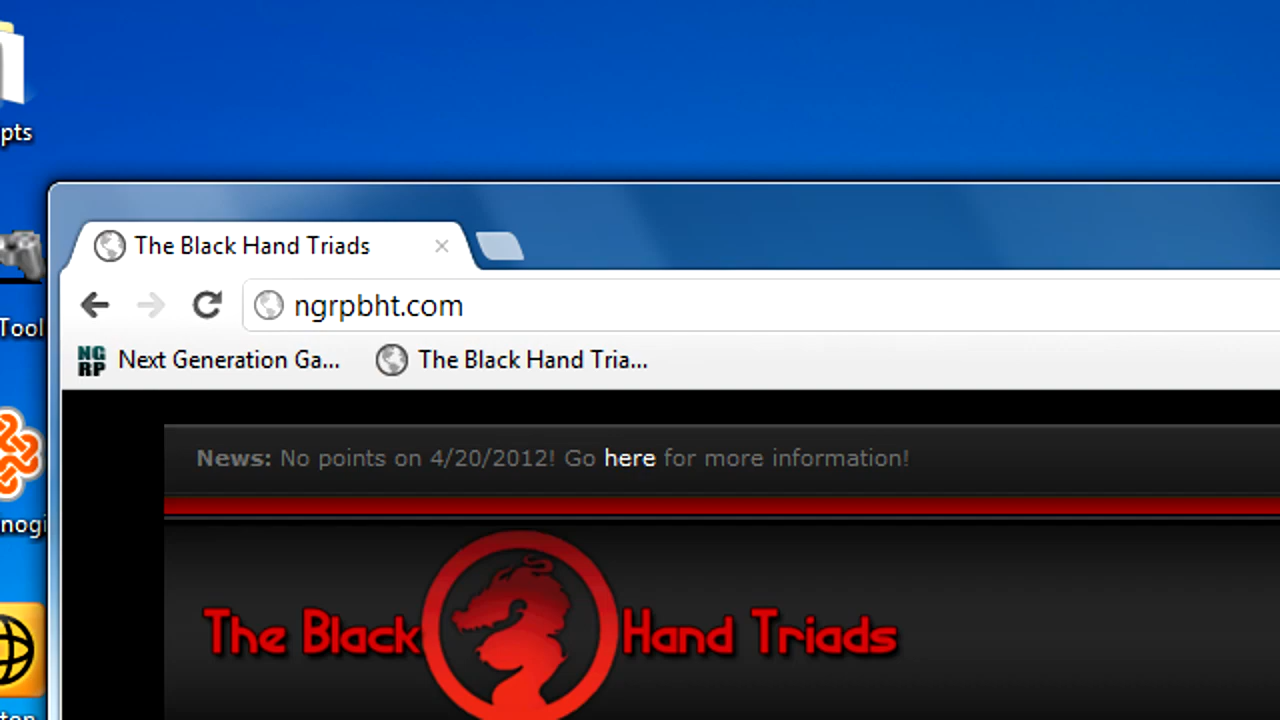 pts
The Black Hand Triads
ngrpbht.com
Tool
NG
RP
Next Generation Ga...
The Black Hand Tria...
News: No points on 4/20/2012! Go here for more information!
nogi
The Black Hand Triads